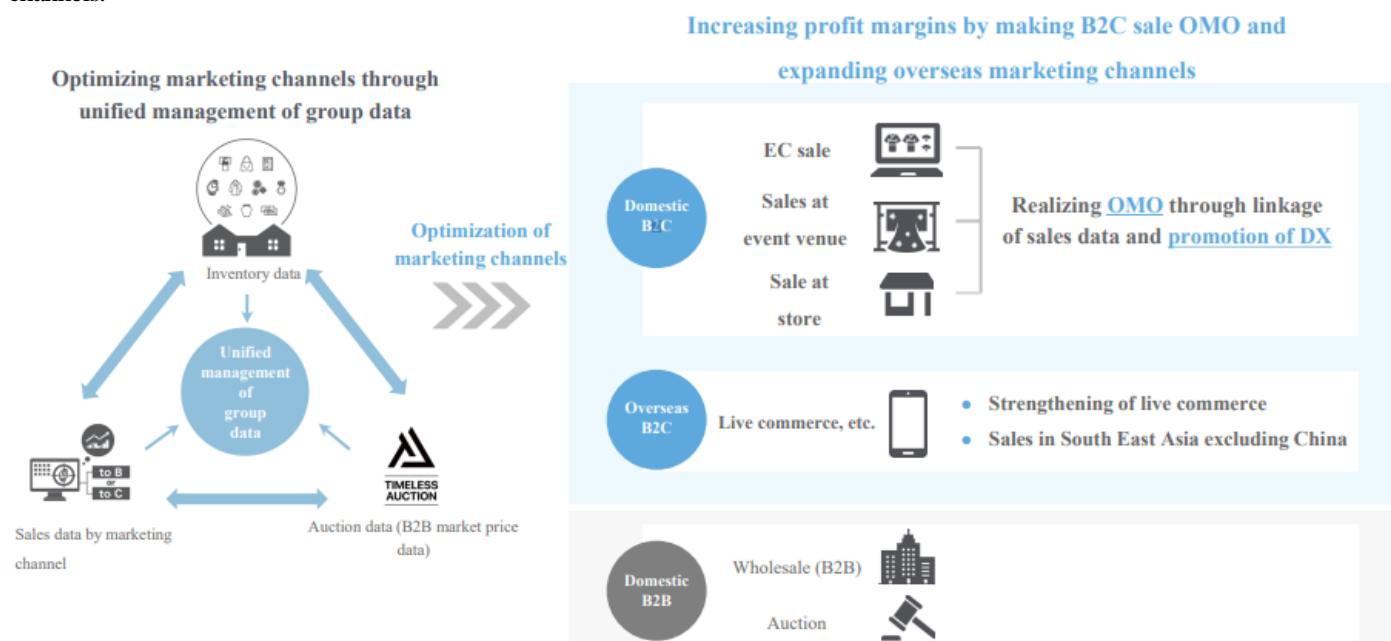 channels.
Increasing profit margins by making B2C sale OMO and
expanding overseas marketing channels
Optimizing marketing channels through
unified management of group data
Inventory data
Optimization of
marketing channels
Unified
management
of
group
data
to B
or
to C
Sales data by marketing
channel
TIMELESS
AUCTION
Auction data (B2B market price
data)
Domestic
B2C
EC sale
Sales at
event venue
Sale at
store
Realizing OMO through linkage
of sales data and promotion of DX
Overseas
B2C
Live commerce, etc.
• Strengthening of live commerce
• Sales in South East Asia excluding China
Domestic
B2B
Wholesale (B2B)
Auction